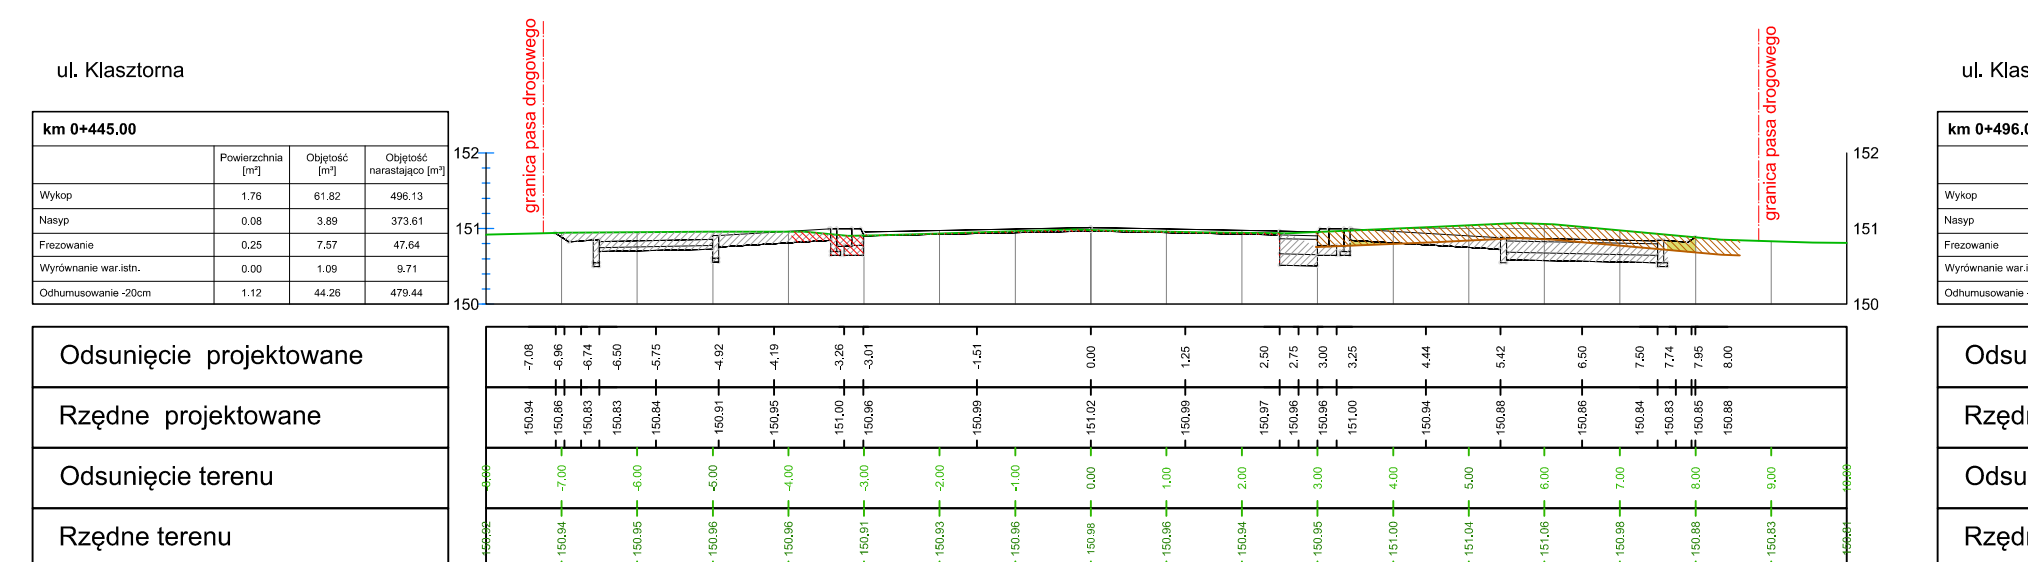 ul. Klasztorna
km 0+445.00
Powierzchnia [m²] Objętość [m³] Objętość narastająco [m³]
Wykop 1.76 61.82 496.13
Nasyp 0.08 3.89 373.61
Frezowanie 0.25 7.57 47.64
Wyrównanie war.istn. 0.00 1.09 9.71
Odhumusowanie -20cm 1.12 44.26 479.44
granica pasa drogowego
granica pasa drogowego
152 152
151 151
150 150
Odsunięcie projektowane -7.08 -6.96 -6.74 -6.50 -5.75 -4.92 -4.19 -3.26 -3.01 -1.51 0.00 1.25 2.50 2.75 3.00 3.25 4.44 5.42 6.50 7.50 7.74 7.95 8.00
Rzędne projektowane 150.94 150.86 150.83 150.83 150.84 150.91 150.95 151.00 150.96 150.99 151.02 150.99 150.97 150.96 150.96 151.00 150.94 150.88 150.86 150.84 150.83 150.85 150.88
Odsunięcie terenu -8.00 -7.00 -6.00 -5.00 -4.00 -3.00 -2.00 -1.00 0.00 1.00 2.00 3.00 4.00 5.00 6.00 7.00 8.00 9.00 10.00
Rzędne terenu 150.92 150.94 150.95 150.96 150.96 150.91 150.93 150.96 150.98 150.96 150.94 150.95 151.00 151.04 151.06 150.98 150.88 150.83 150.81
ul. Klas
km 0+496.0
Wykop
Nasyp
Frezowanie
Wyrównanie war.i
Odhumusowanie -
Odsu
Rzędn
Odsu
Rzędn